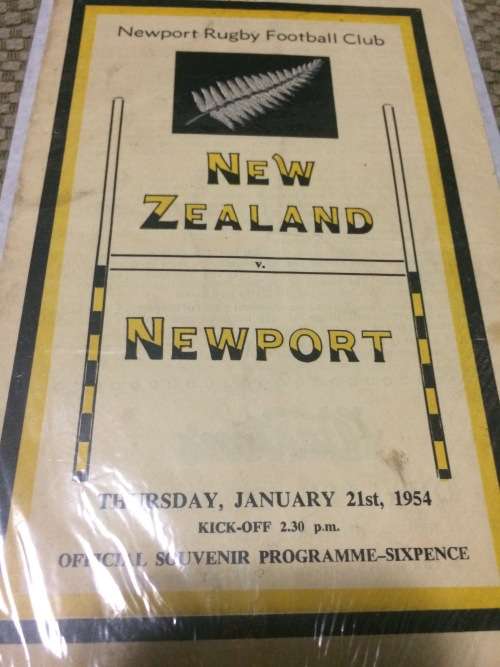 Newport Rugby Football Club
NEW
ZEALAND
v.
NEWPORT
THURSDAY, JANUARY 21st, 1954
KICK-OFF 2.30 p.m.
OFFICIAL SOUVENIR PROGRAMME–SIXPENCE